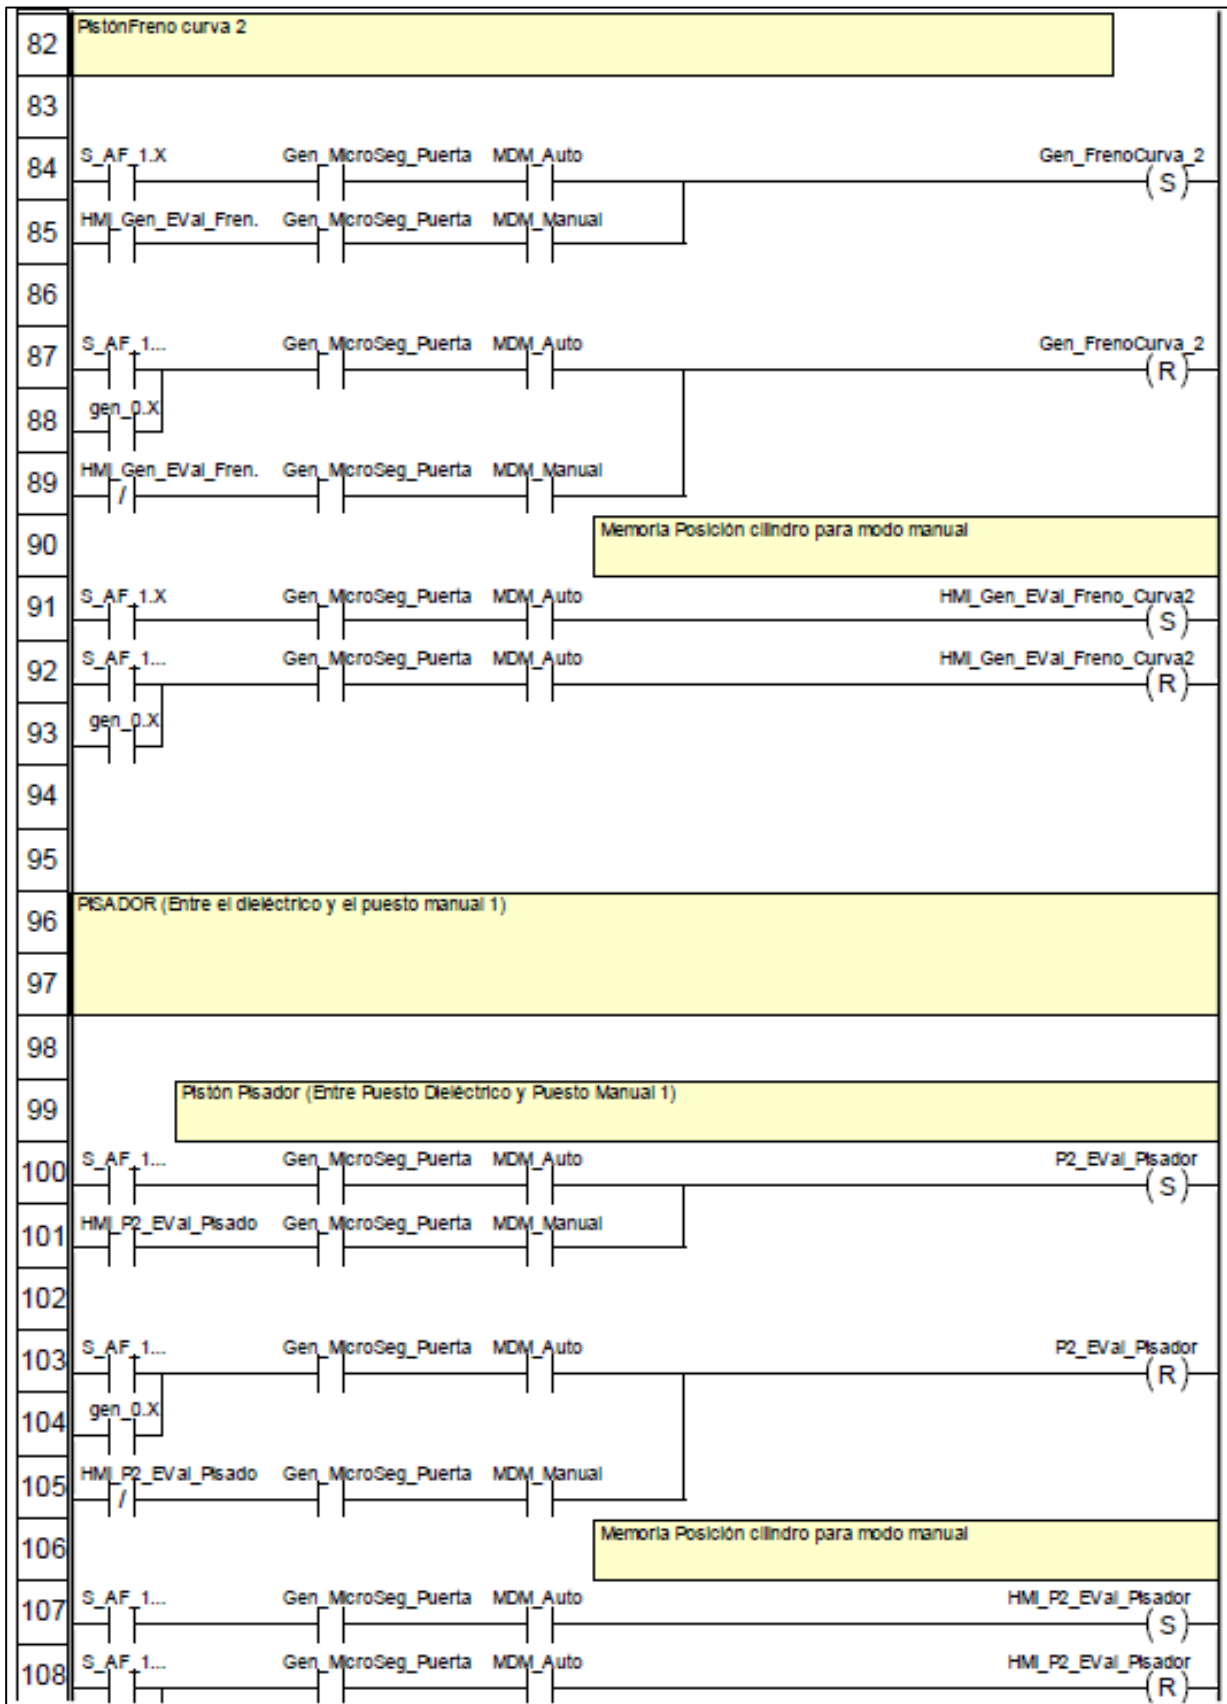 82 PistónFreno curva 2
83
84 S_AF_1.X Gen_MicroSeg_Puerta MDM_Auto Gen_FrenoCurva_2
S
85 HMI_Gen_EVal_Fren. Gen_MicroSeg_Puerta MDM_Manual
86
87 S_AF_1... Gen_MicroSeg_Puerta MDM_Auto Gen_FrenoCurva_2
R
88 gen_0.X
89 HMI_Gen_EVal_Fren. Gen_MicroSeg_Puerta MDM_Manual
90 Memoria Posición cilindro para modo manual
91 S_AF_1.X Gen_MicroSeg_Puerta MDM_Auto HMI_Gen_EVal_Freno_Curva2
S
92 S_AF_1... Gen_MicroSeg_Puerta MDM_Auto HMI_Gen_EVal_Freno_Curva2
R
93 gen_0.X
94
95
96 PISADOR (Entre el dieléctrico y el puesto manual 1)
97
98
99 Pistón Pisador (Entre Puesto Dieléctrico y Puesto Manual 1)
100 S_AF_1... Gen_MicroSeg_Puerta MDM_Auto P2_EVal_Pisador
S
101 HMI_P2_EVal_Pisado Gen_MicroSeg_Puerta MDM_Manual
102
103 S_AF_1... Gen_MicroSeg_Puerta MDM_Auto P2_EVal_Pisador
R
104 gen_0.X
105 HMI_P2_EVal_Pisado Gen_MicroSeg_Puerta MDM_Manual
106 Memoria Posición cilindro para modo manual
107 S_AF_1... Gen_MicroSeg_Puerta MDM_Auto HMI_P2_EVal_Pisador
S
108 S_AF_1... Gen_MicroSeg_Puerta MDM_Auto HMI_P2_EVal_Pisador
R